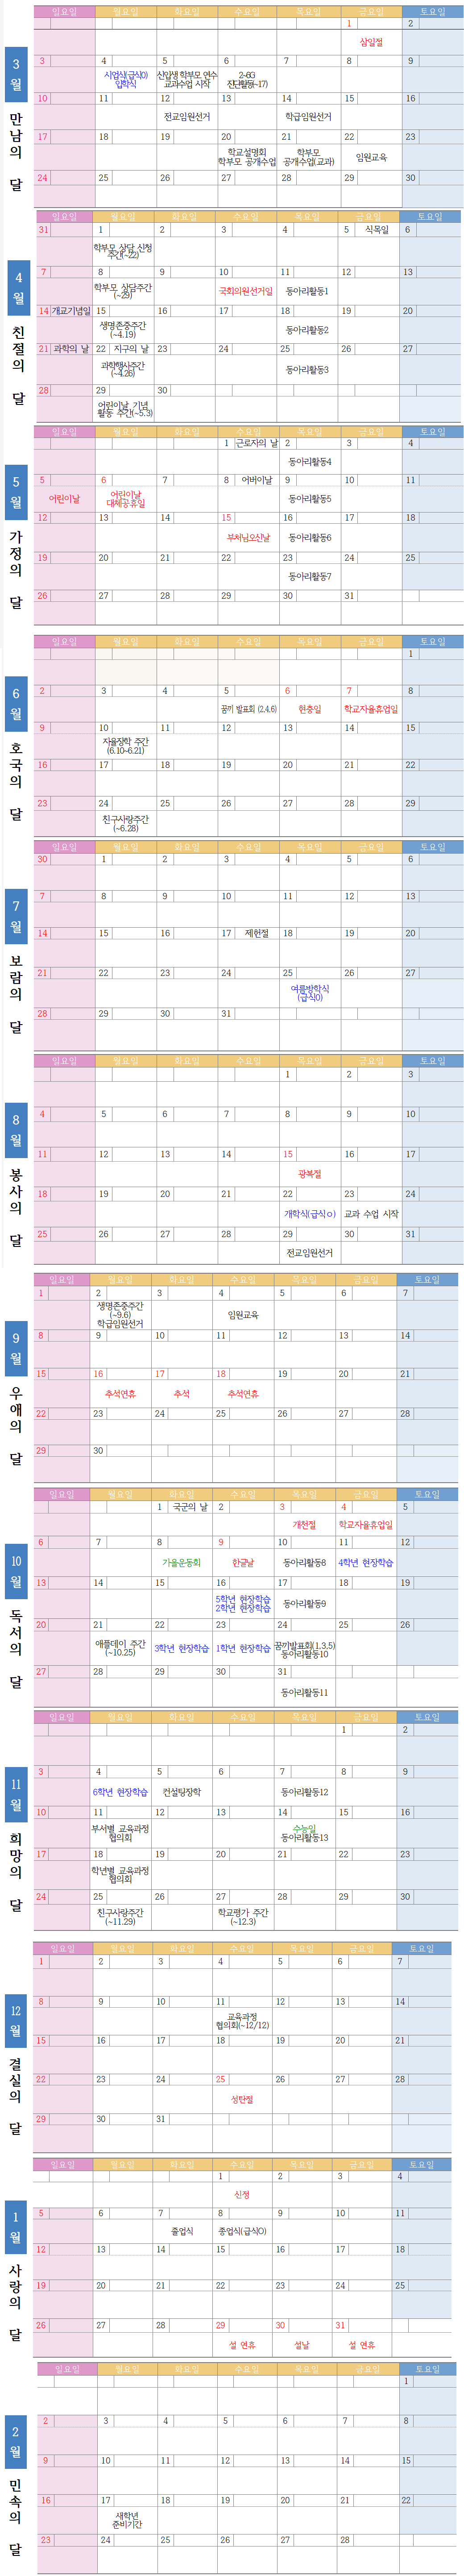 3월 만남의 달
일요일 월요일 화요일 수요일 목요일 금요일 토요일
1 2
삼일절
3 4 5 6 7 8 9
시업식(급식O) 신입생 학부모 연수 2~6G
입학식 교과수업 시작 진단활동(~17)
10 11 12 13 14 15 16
전교임원선거 학급임원선거
17 18 19 20 21 22 23
학교설명회 학부모 임원교육
학부모 공개수업 공개수업(교과)
24 25 26 27 28 29 30
4월 친절의 달
일요일 월요일 화요일 수요일 목요일 금요일 토요일
31 1 2 3 4 5 식목일 6
학부모 상담 신청
주간(~22)
7 8 9 10 11 12 13
학부모 상담주간 국회의원선거일 동아리활동1
(~29)
14 개교기념일 15 16 17 18 19 20
생명존중주간 동아리활동2
(~4.19)
21 과학의 날 22 지구의 날 23 24 25 26 27
과학행사주간 동아리활동3
(~4.26)
28 29 30
어린이날 기념
활동 주간(~5.3)
5월 가정의 달
일요일 월요일 화요일 수요일 목요일 금요일 토요일
1 근로자의 날 2 3 4
동아리활동4
5 6 7 8 어버이날 9 10 11
어린이날 어린이날 동아리활동5
대체공휴일
12 13 14 15 16 17 18
부처님오신날 동아리활동6
19 20 21 22 23 24 25
동아리활동7
26 27 28 29 30 31
6월 호국의 달
일요일 월요일 화요일 수요일 목요일 금요일 토요일
1
2 3 4 5 6 7 8
꿈끼 발표회 (2,4,6) 현충일 학교자율휴업일
9 10 11 12 13 14 15
자율장학 주간
(6.10~6.21)
16 17 18 19 20 21 22
23 24 25 26 27 28 29
친구사랑주간
(~6.28)
7월 보람의 달
일요일 월요일 화요일 수요일 목요일 금요일 토요일
30 1 2 3 4 5 6
7 8 9 10 11 12 13
14 15 16 17 제헌절 18 19 20
21 22 23 24 25 26 27
여름방학식
(급식O)
28 29 30 31
8월 봉사의 달
일요일 월요일 화요일 수요일 목요일 금요일 토요일
1 2 3
4 5 6 7 8 9 10
11 12 13 14 15 16 17
광복절
18 19 20 21 22 23 24
개학식(급식ㅇ) 교과 수업 시작
25 26 27 28 29 30 31
전교임원선거
9월 우애의 달
일요일 월요일 화요일 수요일 목요일 금요일 토요일
1 2 3 4 5 6 7
생명존중주간
(~9.6) 임원교육
학급임원선거
8 9 10 11 12 13 14
15 16 17 18 19 20 21
추석연휴 추석 추석연휴
22 23 24 25 26 27 28
29 30
10월 독서의 달
일요일 월요일 화요일 수요일 목요일 금요일 토요일
1 국군의 날 2 3 4 5
개천절 학교자율휴업일
6 7 8 9 10 11 12
가을운동회 한글날 동아리활동8 4학년 현장학습
13 14 15 16 17 18 19
5학년 현장학습 동아리활동9
2학년 현장학습
20 21 22 23 24 25 26
애플데이 주간 3학년 현장학습 1학년 현장학습 꿈끼발표회(1,3,5)
(~10.25) 동아리활동10
27 28 29 30 31
동아리활동11
11월 희망의 달
일요일 월요일 화요일 수요일 목요일 금요일 토요일
1 2
3 4 5 6 7 8 9
6학년 현장학습 컨설팅장학 동아리활동12
10 11 12 13 14 15 16
부서별 교육과정 수능일
협의회 동아리활동13
17 18 19 20 21 22 23
학년별 교육과정
협의회
24 25 26 27 28 29 30
친구사랑주간 학교평가 주간
(~11.29) (~12.3)
12월 결실의 달
일요일 월요일 화요일 수요일 목요일 금요일 토요일
1 2 3 4 5 6 7
8 9 10 11 12 13 14
교육과정
협의회(~12/12)
15 16 17 18 19 20 21
22 23 24 25 26 27 28
성탄절
29 30 31
1월 사랑의 달
일요일 월요일 화요일 수요일 목요일 금요일 토요일
1 2 3 4
신정
5 6 7 8 9 10 11
졸업식 종업식(급식O)
12 13 14 15 16 17 18
19 20 21 22 23 24 25
26 27 28 29 30 31
설 연휴 설날 설 연휴
2월 민속의 달
일요일 월요일 화요일 수요일 목요일 금요일 토요일
1
2 3 4 5 6 7 8
9 10 11 12 13 14 15
16 17 18 19 20 21 22
새학년
준비기간
23 24 25 26 27 28